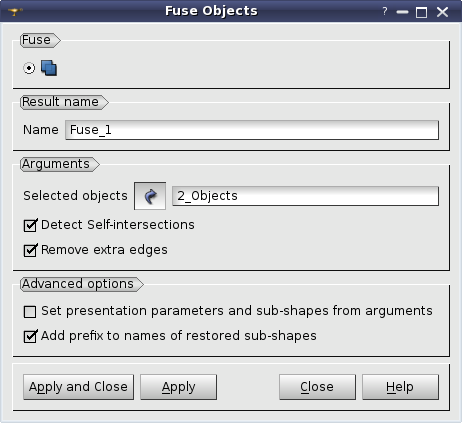 Fuse Objects
Fuse
Result name
Name Fuse_1
Arguments
Selected objects 2_Objects
Detect Self-intersections
Remove extra edges
Advanced options
Set presentation parameters and sub-shapes from arguments
Add prefix to names of restored sub-shapes
Apply and Close Apply Close Help